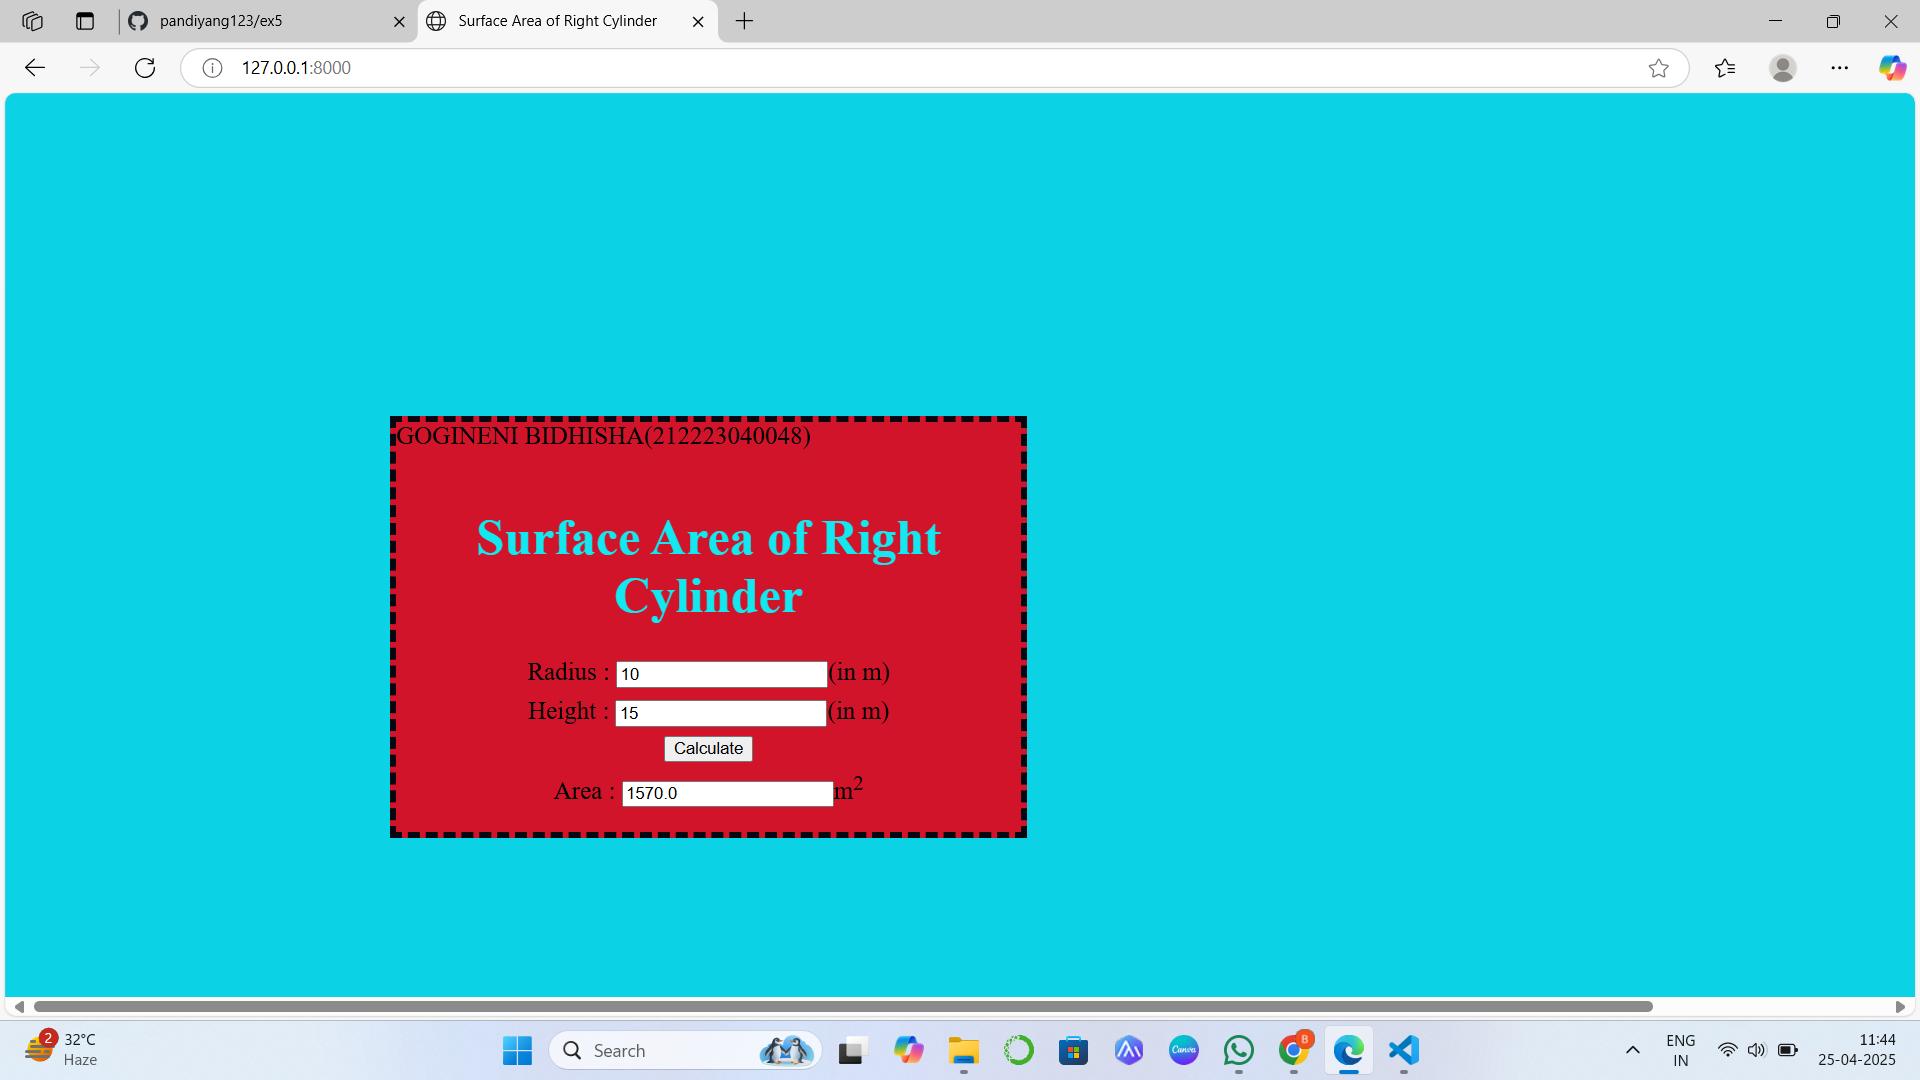 pandiyang123/ex5
Surface Area of Right Cylinder
127.0.0.1:8000
GOGINENI BIDHISHA(212223040048)
Surface Area of Right
Cylinder
Radius : 10 (in m)
Height : 15 (in m)
Calculate
Area : 1570.0 m²
2
32°C
Haze
Search
Canva
B
ENG
IN
11:44
25-04-2025